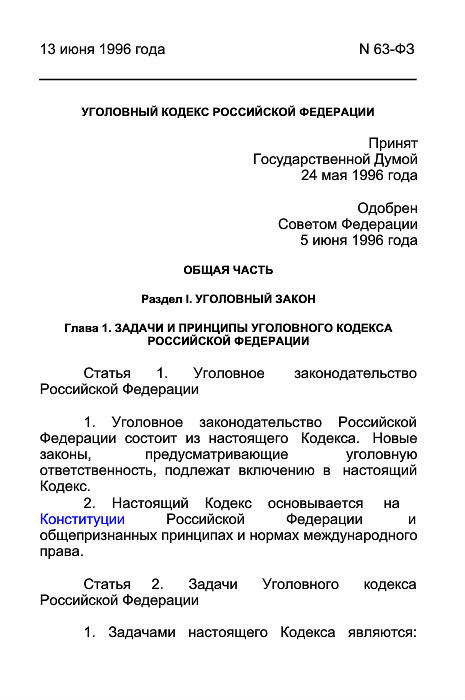 13 июня 1996 года N 63-ФЗ
УГОЛОВНЫЙ КОДЕКС РОССИЙСКОЙ ФЕДЕРАЦИИ
Принят
Государственной Думой
24 мая 1996 года
Одобрен
Советом Федерации
5 июня 1996 года
ОБЩАЯ ЧАСТЬ
Раздел I. УГОЛОВНЫЙ ЗАКОН
Глава 1. ЗАДАЧИ И ПРИНЦИПЫ УГОЛОВНОГО КОДЕКСА
РОССИЙСКОЙ ФЕДЕРАЦИИ
Статья 1. Уголовное законодательство
Российской Федерации
1. Уголовное законодательство Российской
Федерации состоит из настоящего Кодекса. Новые
законы, предусматривающие уголовную
ответственность, подлежат включению в настоящий
Кодекс.
2. Настоящий Кодекс основывается на
Конституции Российской Федерации и
общепризнанных принципах и нормах международного
права.
Статья 2. Задачи Уголовного кодекса
Российской Федерации
1. Задачами настоящего Кодекса являются: